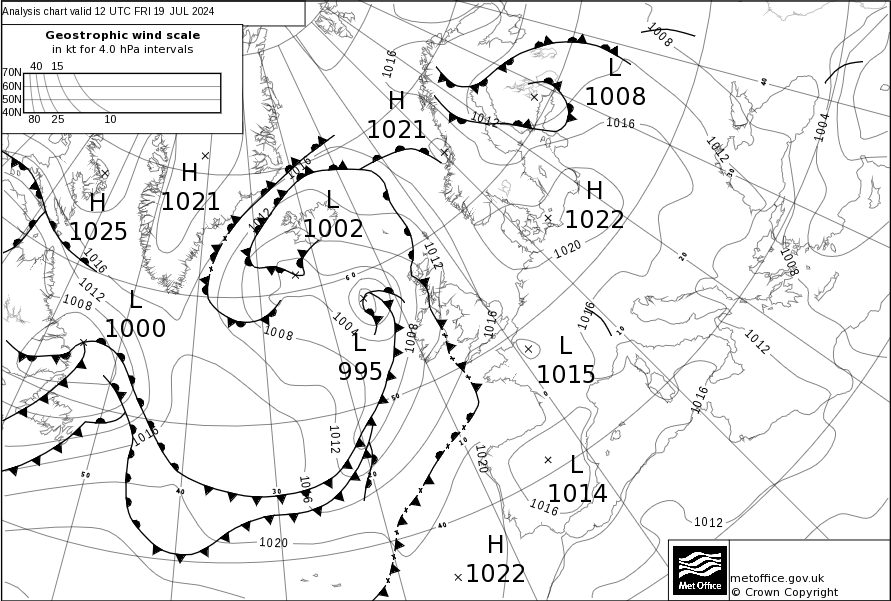 Analysis chart valid 12 UTC FRI 19 JUL 2024
Geostrophic wind scale
in kt for 4.0 hPa intervals
40 15
70N
60N
50N
40N
80 25 10
1016
1008
L
1008
40
H
1021
1012
1016
1004
1012
30
1016
H
1021
H
1025
L
1002
1012
H
1022
1020
20
1008
1016
1012
1008
60
1012
L
1000
1008
1004
1008
1016
1016
10
1012
L
995
L
1015
0
50
1016
1016
1012
10
1020
50
40
30
1016
20
L
1014
1016
40
1012
1020
H
1022
Met Office
metoffice.gov.uk
© Crown Copyright